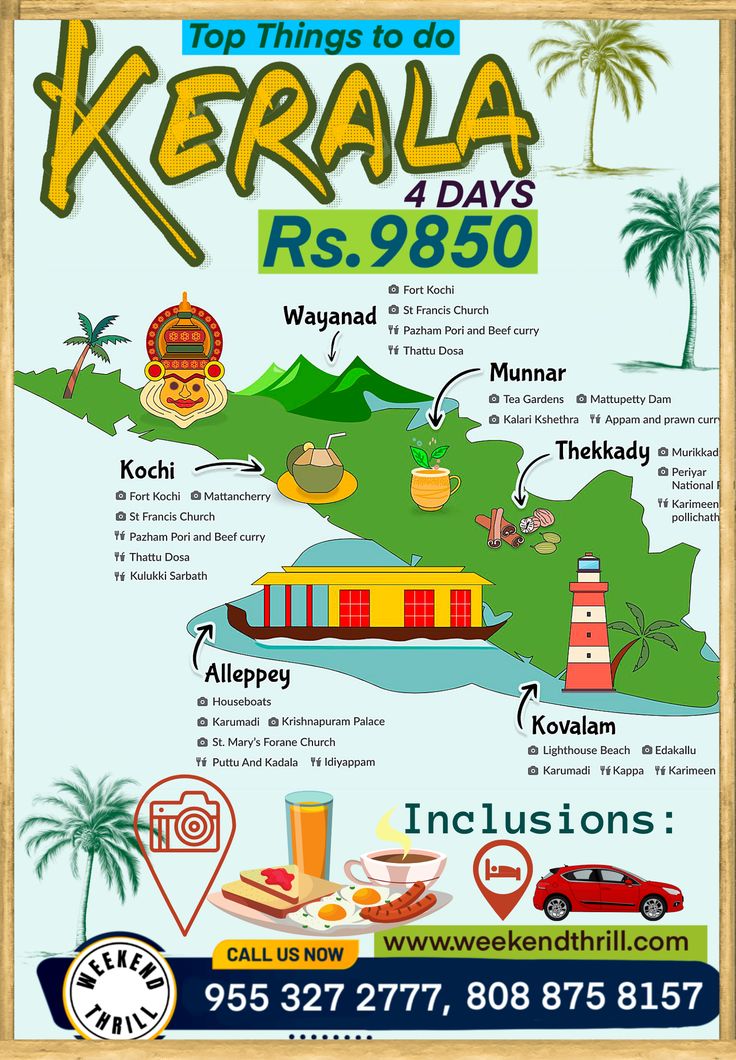 Top Things to do
KERALA
4 DAYS
Rs.9850
Wayanad
Fort Kochi
St Francis Church
Pazham Pori and Beef curry
Thattu Dosa
Munnar
Tea Gardens Mattupetty Dam
Kalari Kshethra Appam and prawn curry
Thekkady
Murikkad
Periyar
National
Karimeen
pollichath
Kochi
Fort Kochi Mattancherry
St Francis Church
Pazham Pori and Beef curry
Thattu Dosa
Kulukki Sarbath
Alleppey
Houseboats
Karumadi Krishnapuram Palace
St. Mary's Forane Church
Puttu And Kadala Idiyappam
Kovalam
Lighthouse Beach Edakallu
Karumadi Kappa Karimeen
Inclusions:
www.weekendthrill.com
CALL US NOW
WEEKEND
THRILL
955 327 2777, 808 875 8157